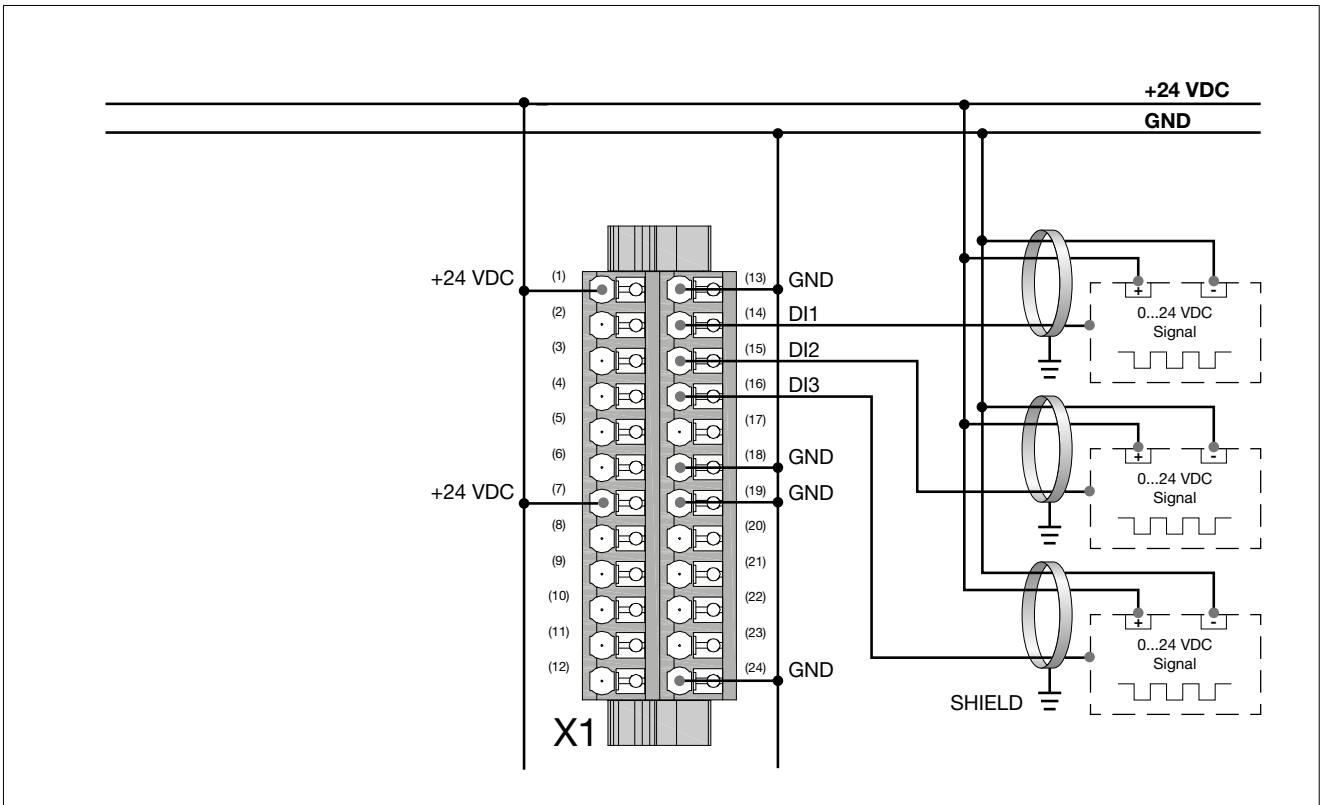 +24 VDC
GND
+24 VDC (1) (13) GND
(2) (14) DI1
(3) (15) DI2
(4) (16) DI3
(5) (17)
(6) (18) GND
+24 VDC (7) (19) GND
(8) (20)
(9) (21)
(10) (22)
(11) (23)
(12) (24) GND
X1
+ -
0...24 VDC
Signal
+ -
0...24 VDC
Signal
+ -
0...24 VDC
Signal
SHIELD